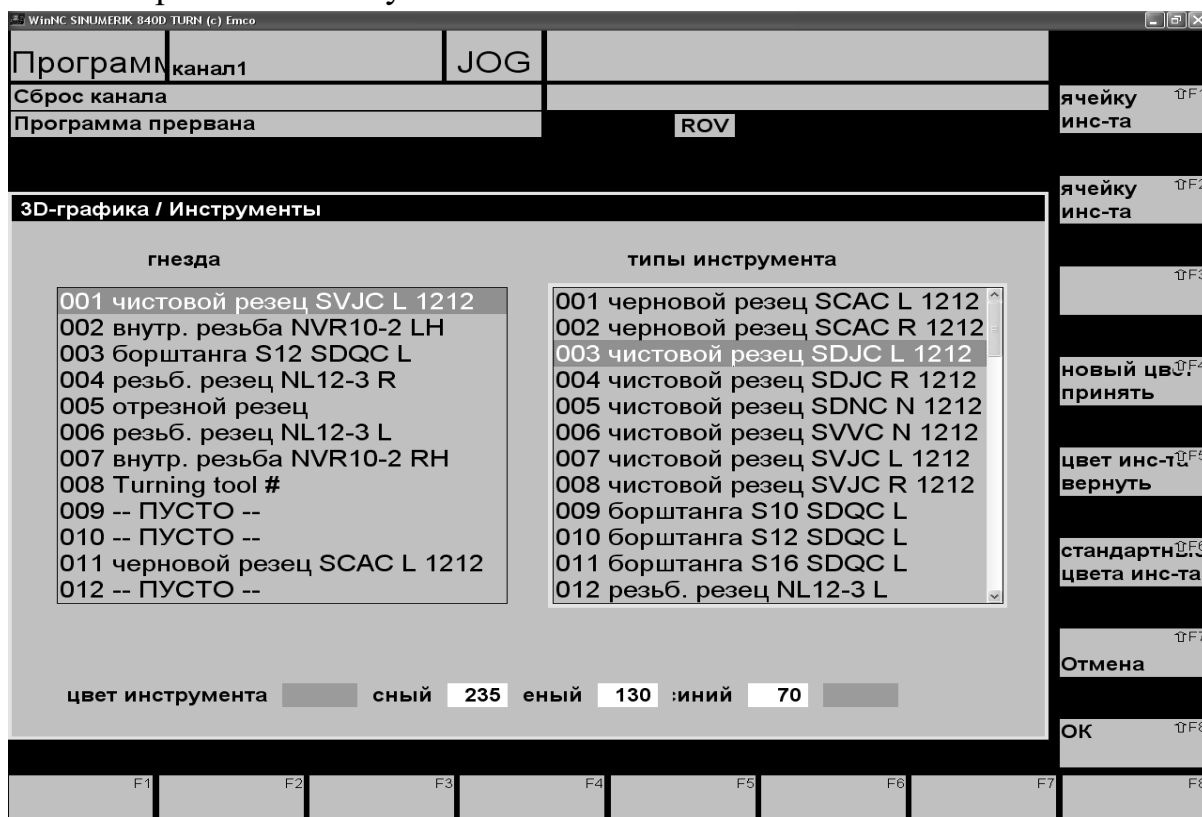 WinNC SINUMERIK 840D TURN (c) Emco
канал1
JOG
Сброс канала
Программа прервана
ROV
ячейку
инс-та
⇧F2
ячейку
инс-та
⇧F3
новый
принять
цвет
вернуть
цвета инс-та
Отмена
ОК
3D-графика / Инструменты
гнезда
001 чистовой резец SVJC L 1212
002 внутр. резьба NVR10-2 LH
003 борштанга S12 SDQC L
004 резьб. резец NL12-3 R
005 отрезной резец
006 резьб. резец NL12-3 L
007 внутр. резьба NVR10-2 RH
008 Turning tool #
009 -- ПУСТО --
010 -- ПУСТО --
011 черновой резец SCAC L 1212
012 -- ПУСТО --
типы инструмента
001 черновой резец SCAC L 1212
002 черновой резец SCAC R 1212
003 чистовой резец SDJC L 1212
004 чистовой резец SDJC R 1212
005 чистовой резец SDNC N 1212
006 чистовой резец SVVC N 1212
007 чистовой резец SVJC L 1212
008 чистовой резец SVJC R 1212
009 борштанга S10 SDQC L
010 борштанга S12 SDQC L
011 борштанга S16 SDQC L
012 резьб. резец NL12-3 L
цвет инструмента сный 235 еный 130 :иний 70
F1 F2 F3 F4 F5 F6 F7 F8